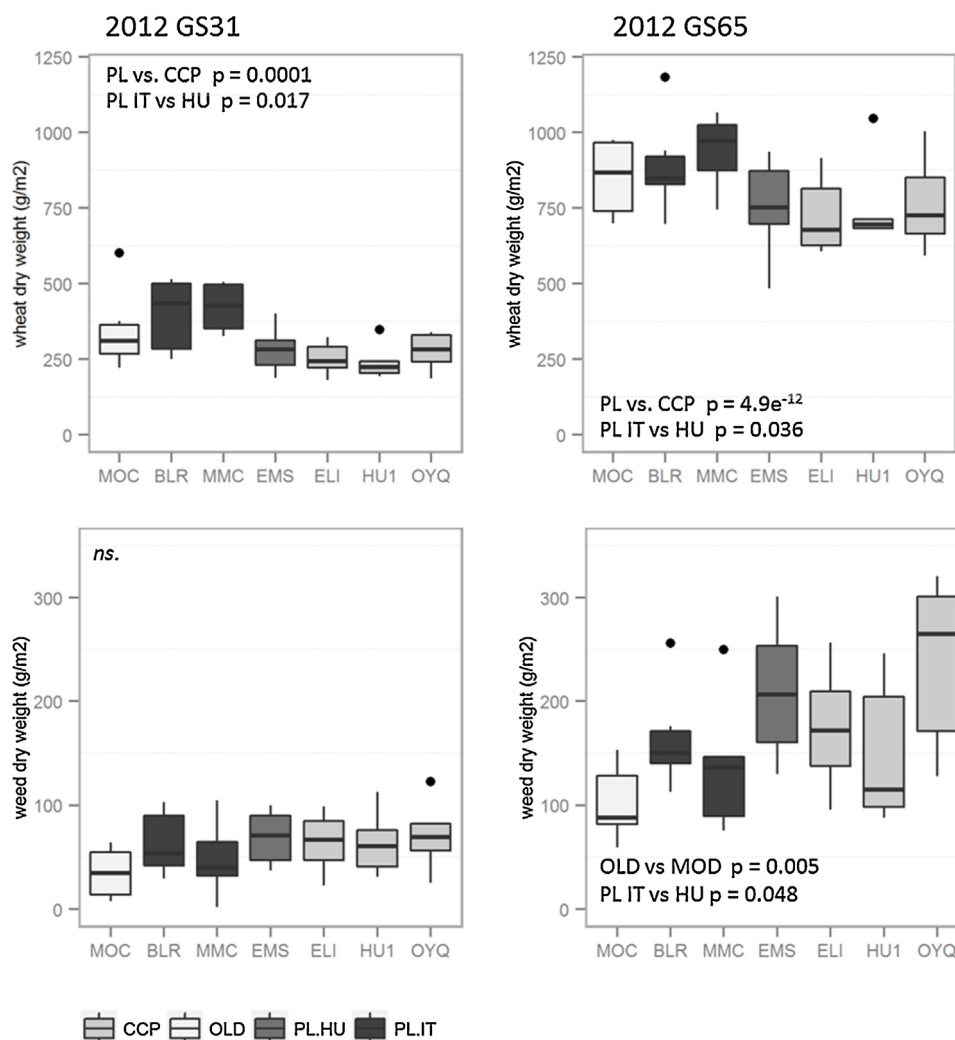 2012 GS31
2012 GS65
wheat dry weight (g/m2)
1250
1000
750
500
250
0
PL vs. CCP p = 0.0001
PL IT vs HU p = 0.017
MOC BLR MMC EMS ELI HU1 OYQ
wheat dry weight (g/m2)
1250
1000
750
500
250
0
PL vs. CCP p = 4.9e-12
PL IT vs HU p = 0.036
MOC BLR MMC EMS ELI HU1 OYQ
weed dry weight (g/m2)
300
200
100
0
ns.
MOC BLR MMC EMS ELI HU1 OYQ
weed dry weight (g/m2)
300
200
100
0
OLD vs MOD p = 0.005
PL IT vs HU p = 0.048
MOC BLR MMC EMS ELI HU1 OYQ
CCP OLD PL.HU PL.IT